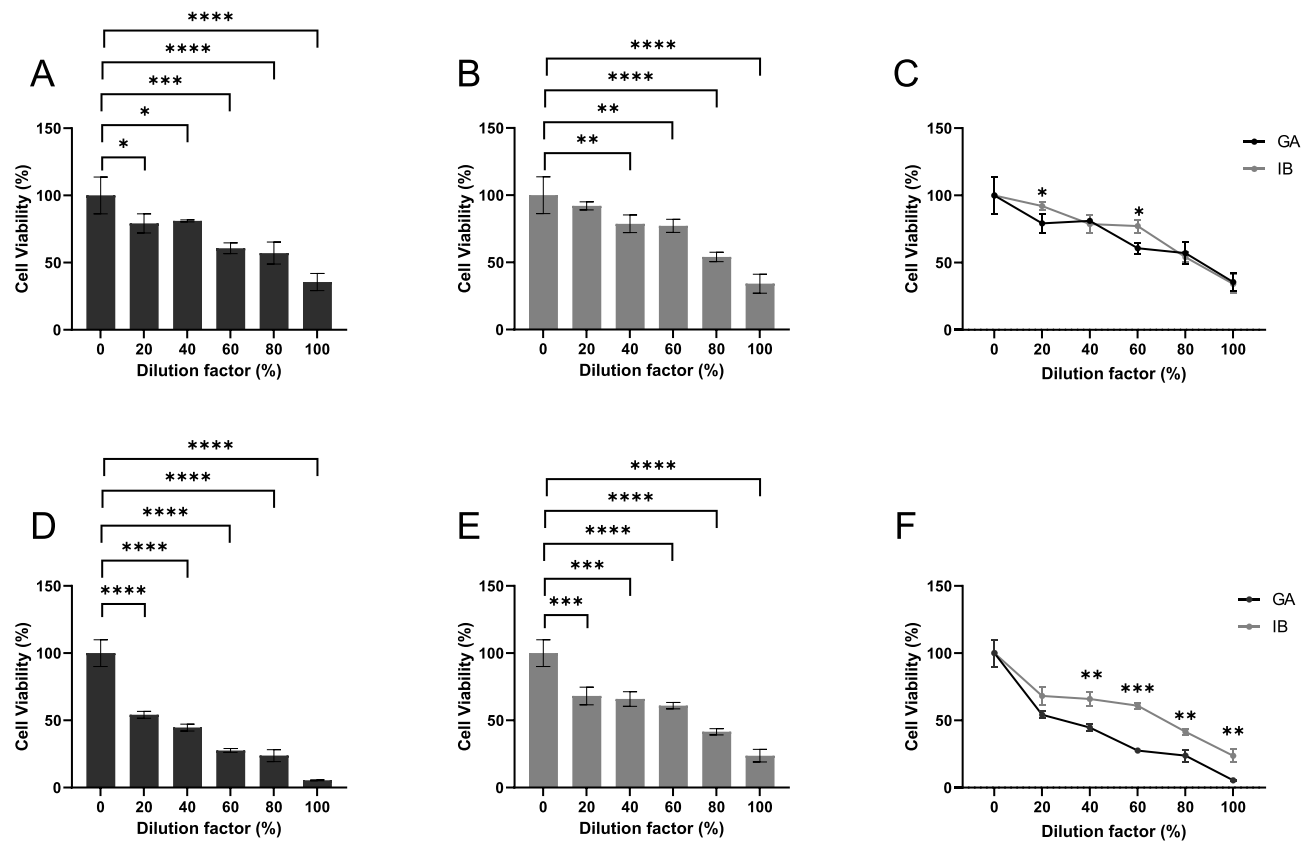 A
****
****
***
*
*
150
100
50
0
Cell Viability (%)
0 20 40 60 80 100
Dilution factor (%)
B
****
****
**
**
150
100
50
0
Cell Viability (%)
0 20 40 60 80 100
Dilution factor (%)
C
150
100
50
0
Cell Viability (%)
* *
GA
IB
0 20 40 60 80 100
Dilution factor (%)
D
****
****
****
****
****
150
100
50
0
Cell Viability (%)
0 20 40 60 80 100
Dilution factor (%)
E
****
****
****
***
***
150
100
50
0
Cell Viability (%)
0 20 40 60 80 100
Dilution factor (%)
F
150
100
50
0
Cell Viability (%)
** *** ** **
GA
IB
0 20 40 60 80 100
Dilution factor (%)